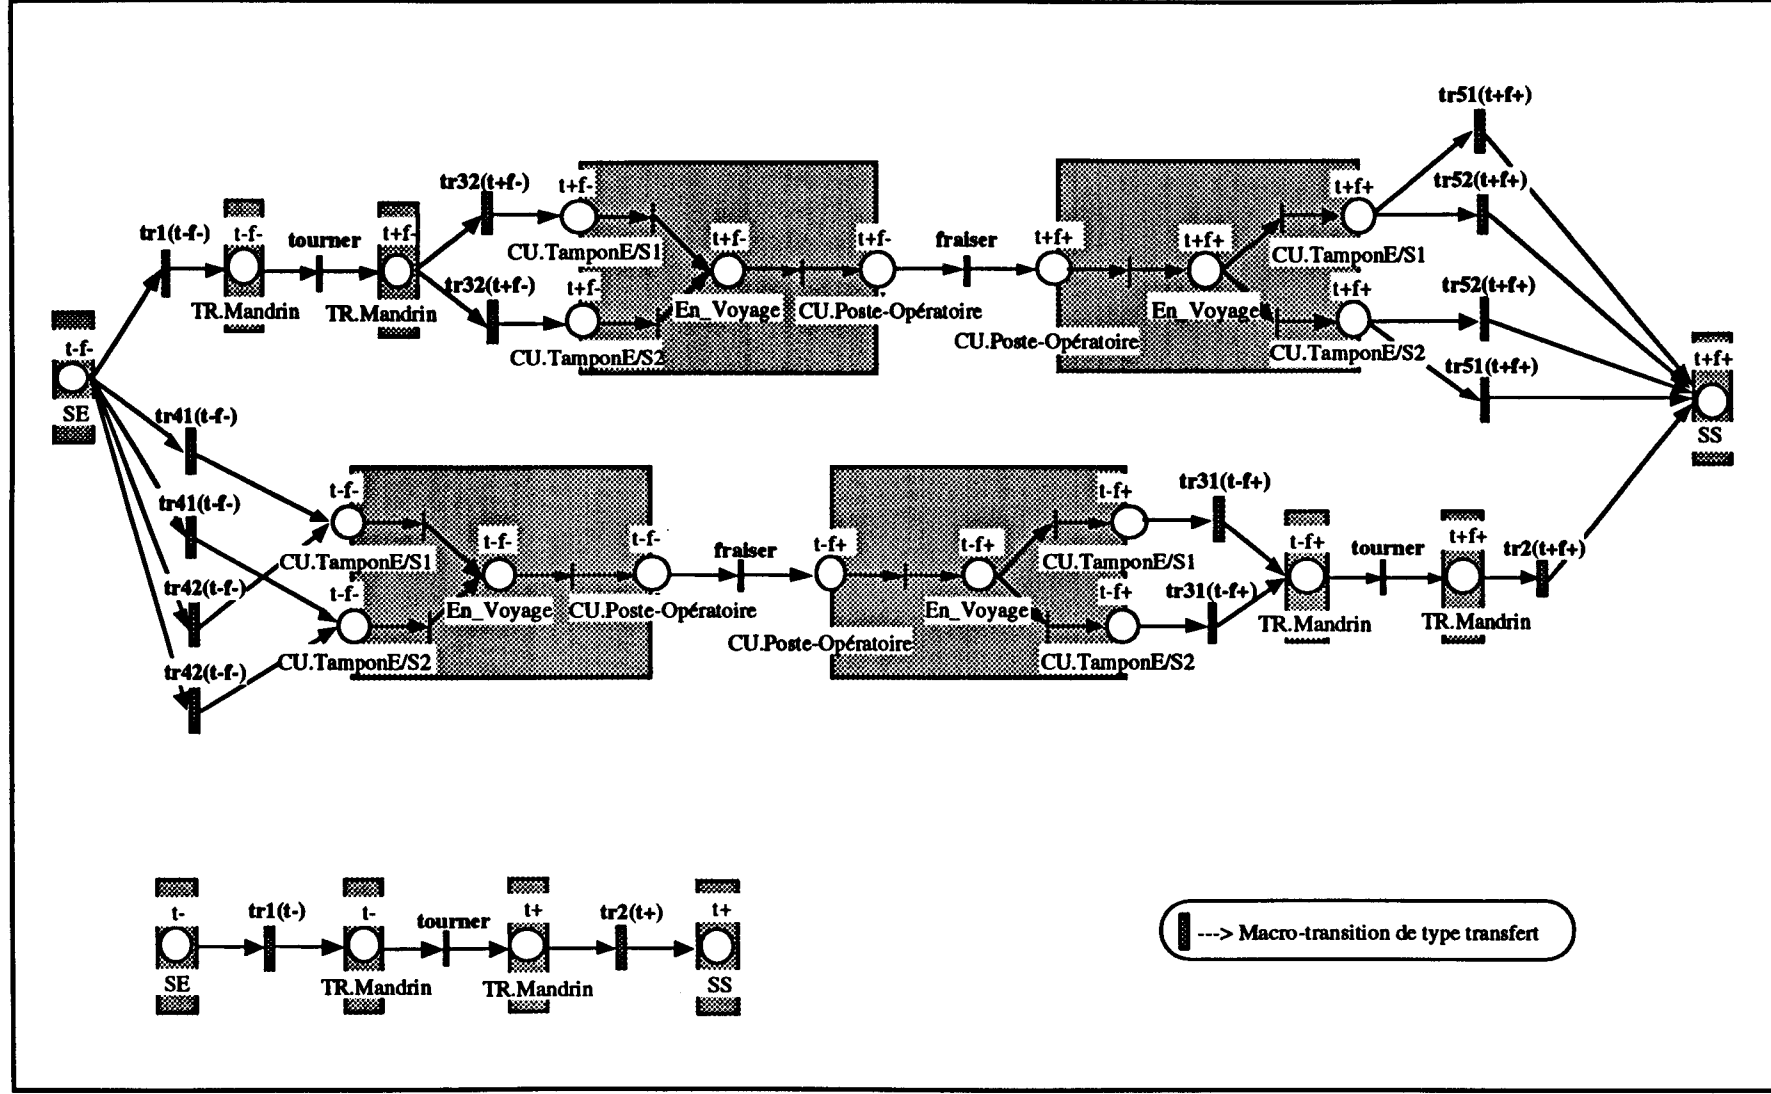 tr51(t+f+)
tr32(t+f-)
t+f-
t+f+
tr52(t+f+)
tr1(t-f-)
t-f-
tourner
t+f-
CU.TamponE/S1
t+f-
t+f-
fraiser
t+f+
t+f+
CU.TamponE/S1
tr32(t+f-)
t+f-
t+f+
tr52(t+f+)
TR.Mandrin
TR.Mandrin
En_Voyage
CU.Poste-Opératoire
En_Voyage
CU.Poste-Opératoire
CU.TamponE/S2
CU.TamponE/S2
tr51(t+f+)
t-f-
t+f+
SE
SS
tr41(t-f-)
tr41(t-f-)
t-f-
t-f+
tr31(t-f+)
CU.TamponE/S1
t-f-
t-f-
fraiser
t-f+
t-f+
CU.TamponE/S1
t-f+
tourner
t+f+
tr2(t+f+)
tr42(t-f-)
t-f-
t-f+
tr31(t-f+)
En_Voyage
CU.Poste-Opératoire
En_Voyage
TR.Mandrin
TR.Mandrin
CU.Poste-Opératoire
tr42(t-f-)
CU.TamponE/S2
CU.TamponE/S2
t-
tr1(t-)
t-
tourner
t+
tr2(t+)
t+
SE
TR.Mandrin
TR.Mandrin
SS
---> Macro-transition de type transfert